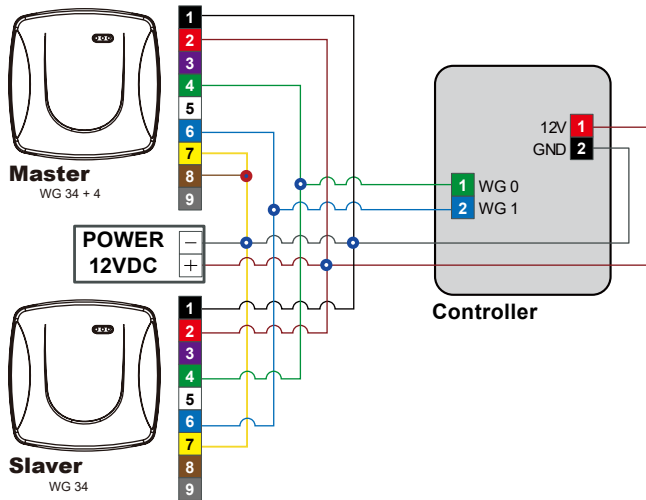 1
2
3
4
5
6
7
8
9
Master
WG 34 + 4
POWER −
12VDC +
12V 1
GND 2
1 WG 0
2 WG 1
Controller
1
2
3
4
5
6
7
8
9
Slaver
WG 34